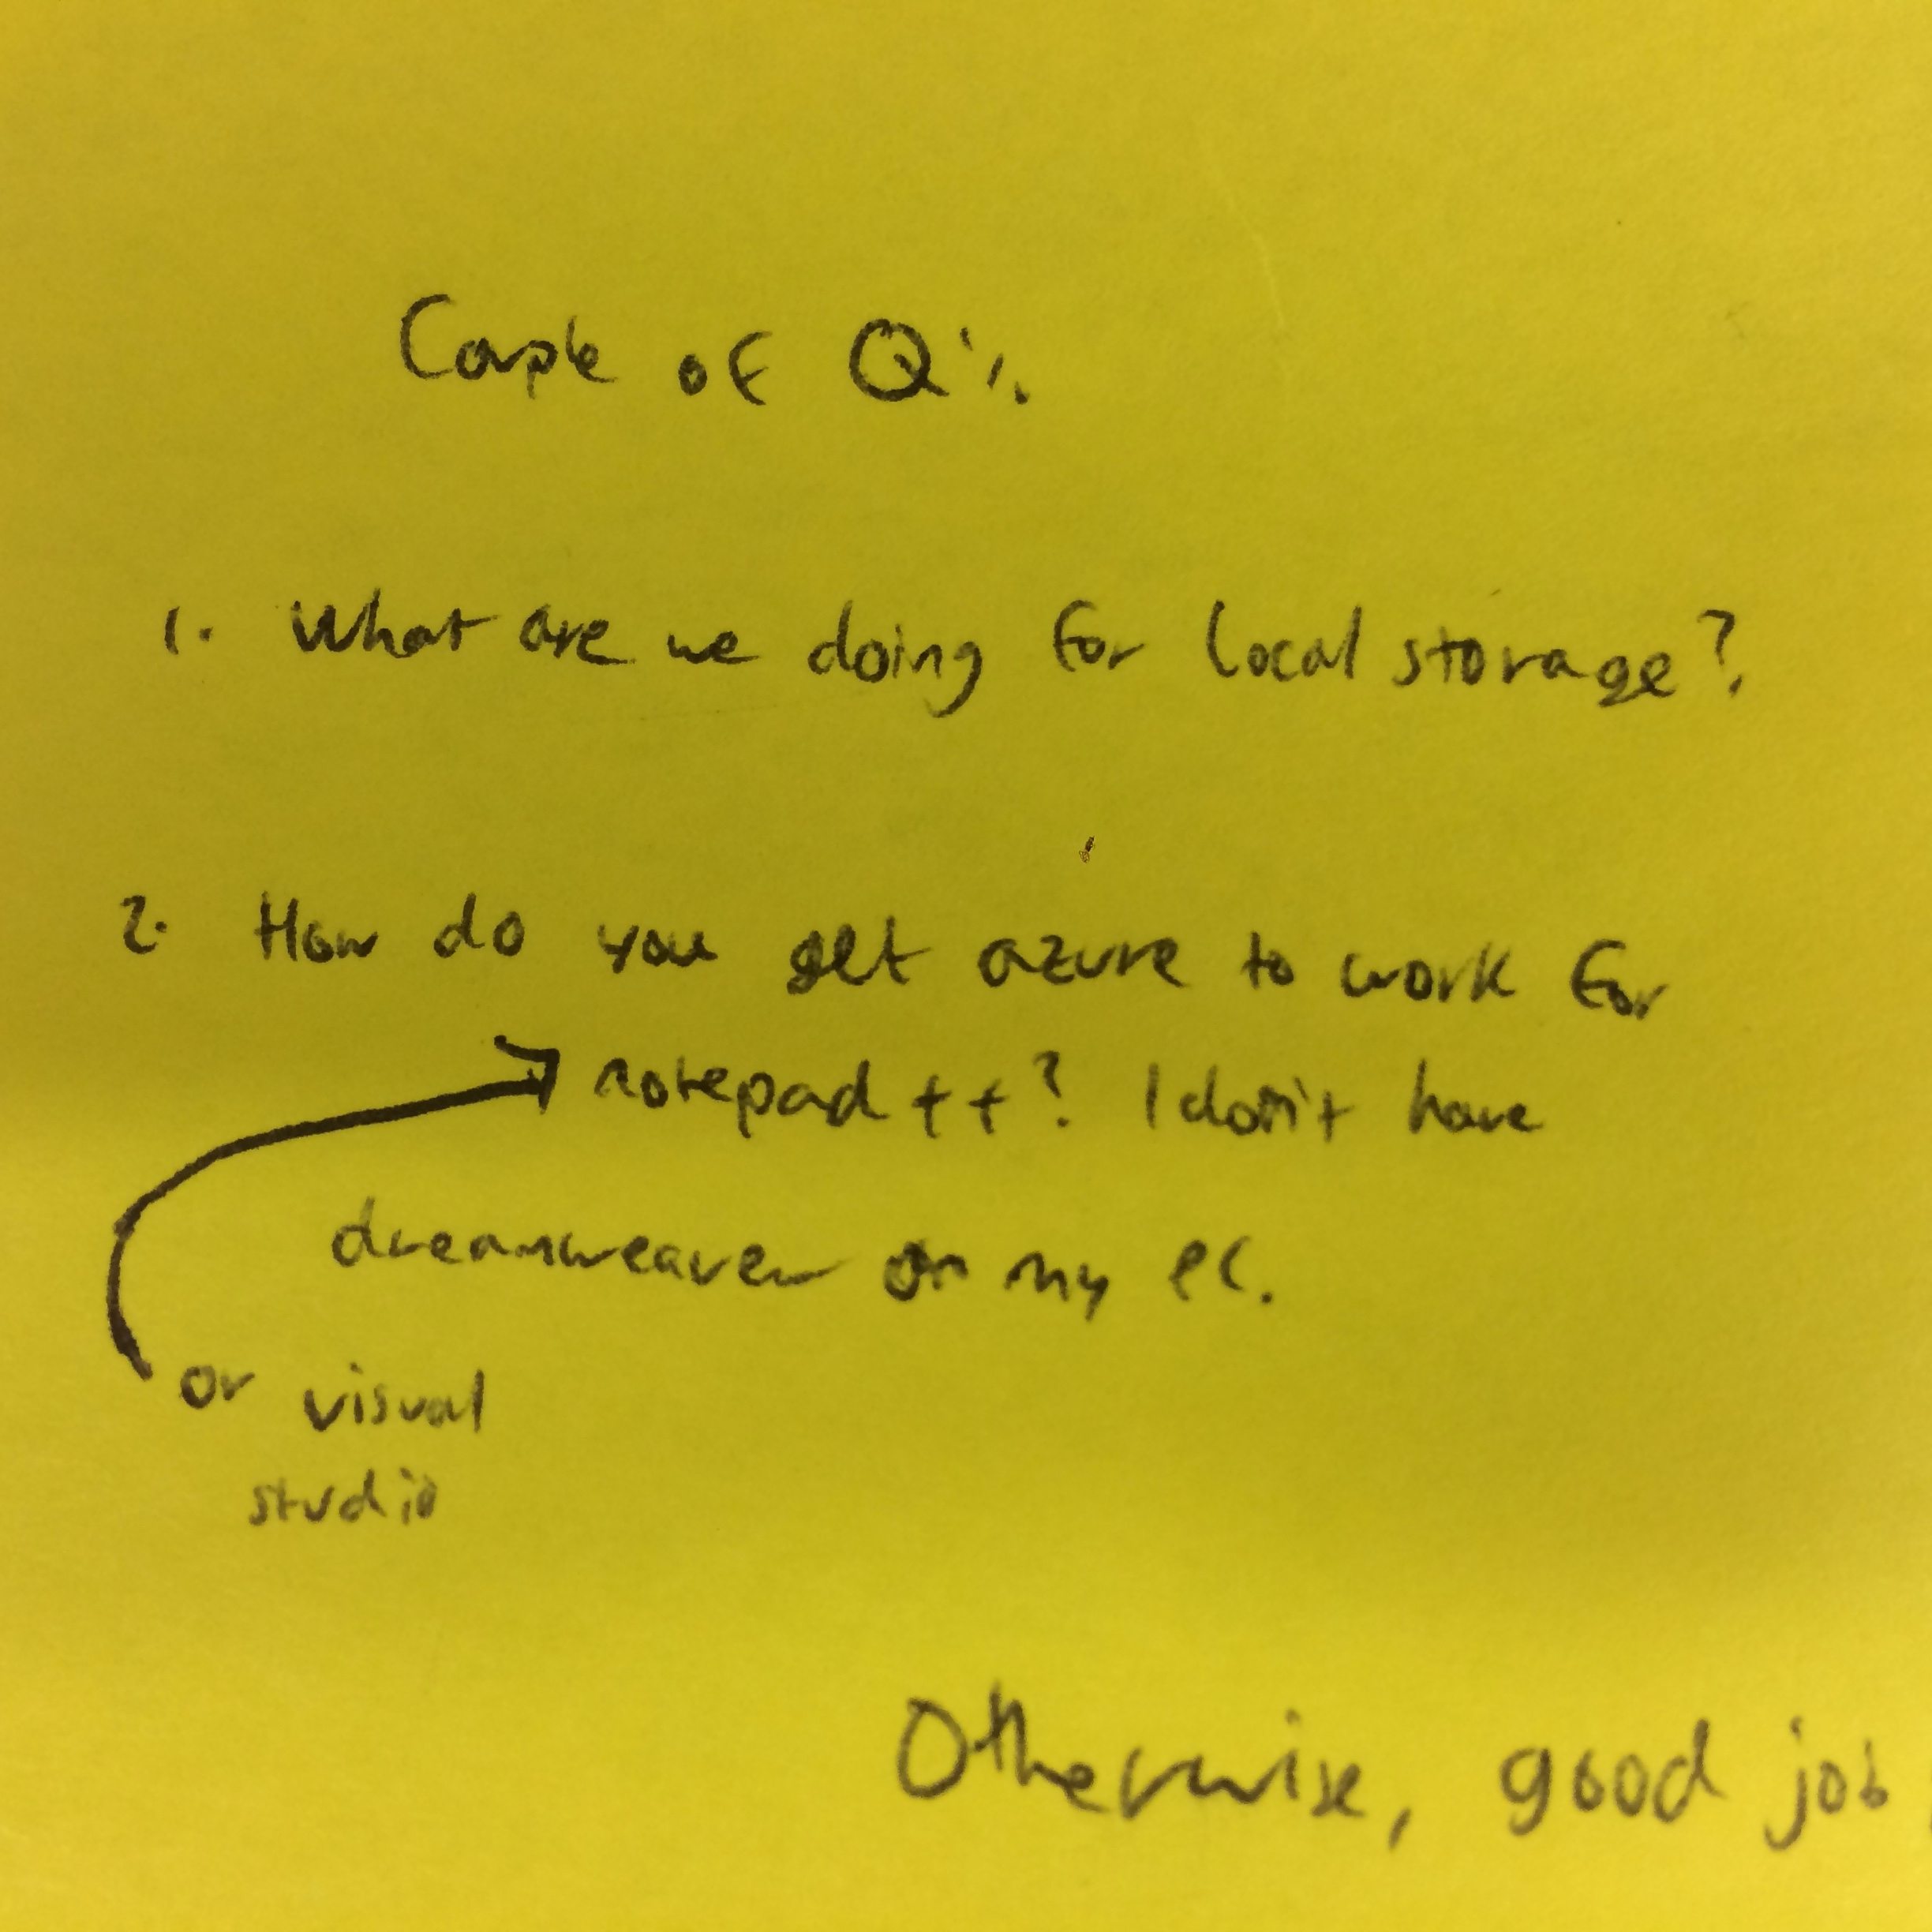 Couple of Q's.
1. What are we doing for local storage?
2. How do you get azure to work for
notepad ++? I don't have
dreamweaver on my PC.
or visual
studio
Otherwise, good job